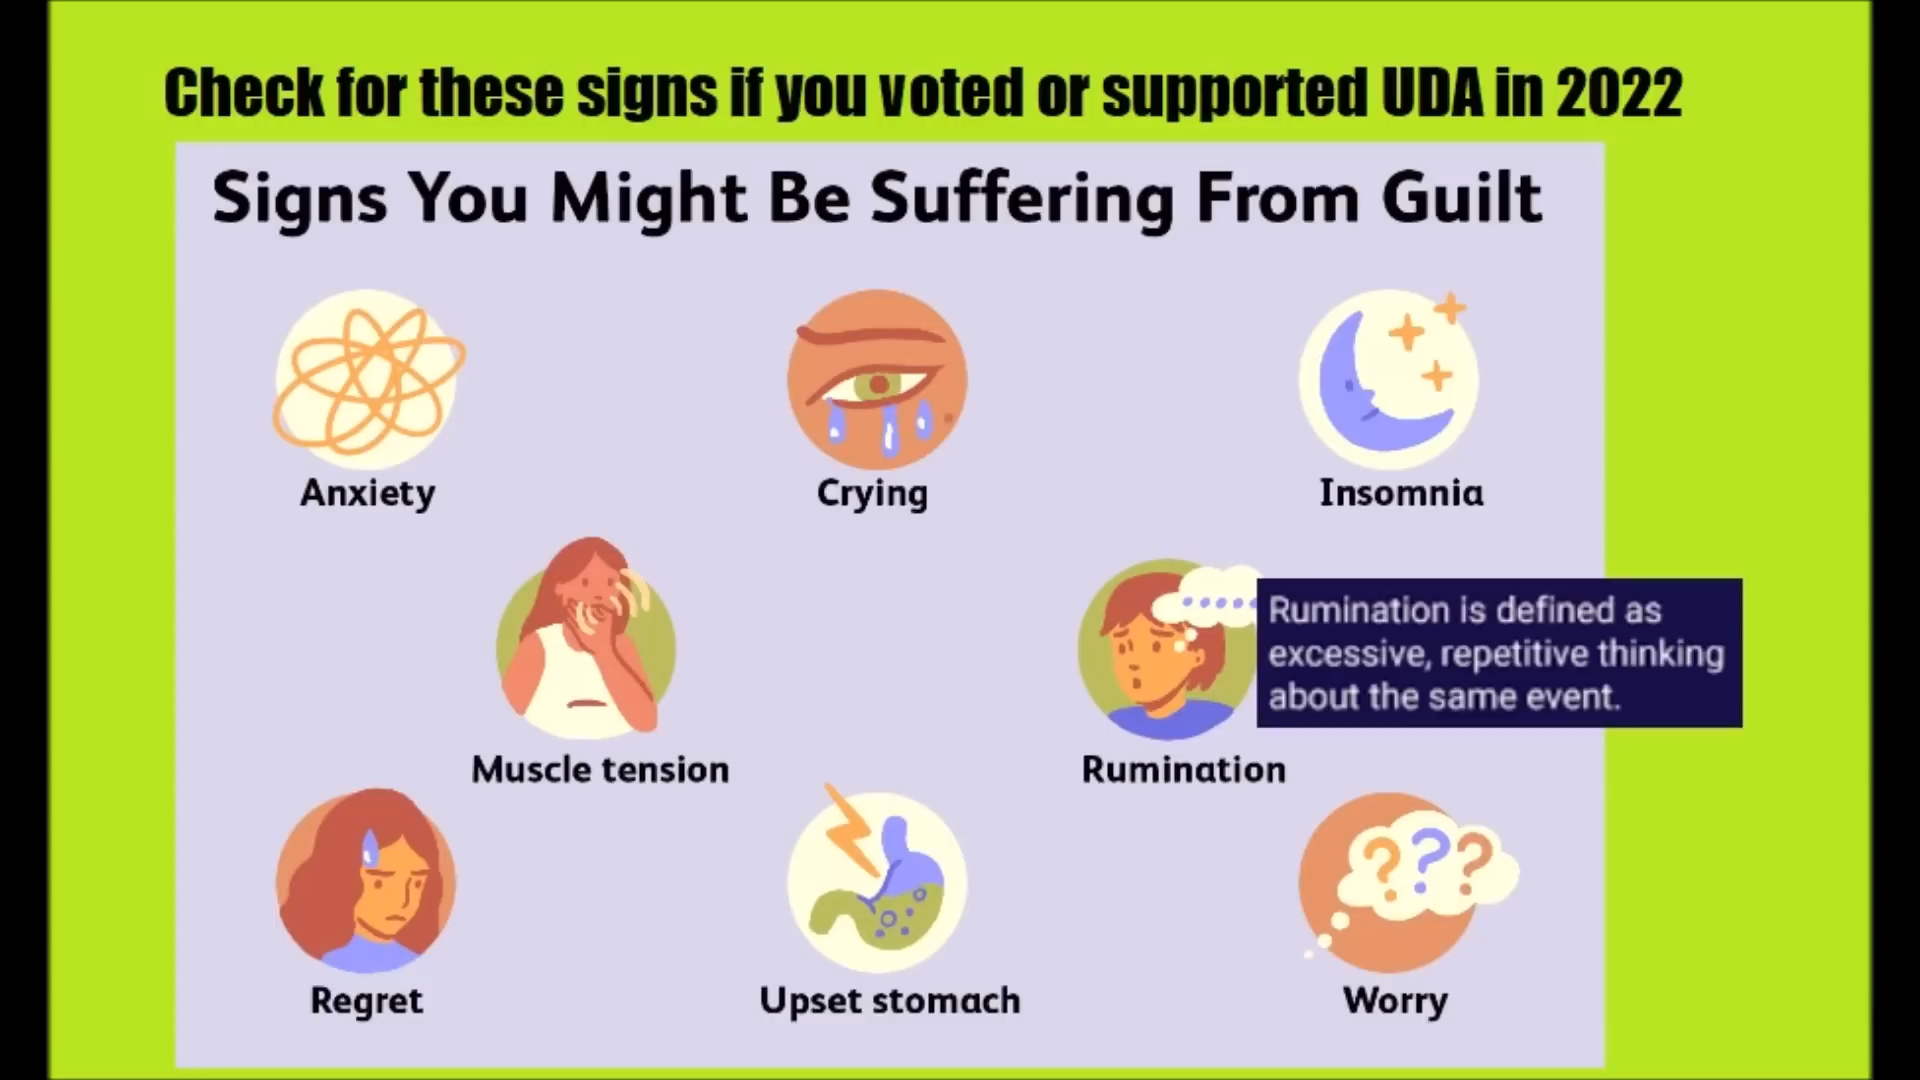 Check for these signs if you voted or supported UDA in 2022
Signs You Might Be Suffering From Guilt
Anxiety
Crying
Insomnia
Rumination is defined as
excessive, repetitive thinking
about the same event.
Muscle tension
Rumination
???
Regret
Upset stomach
Worry